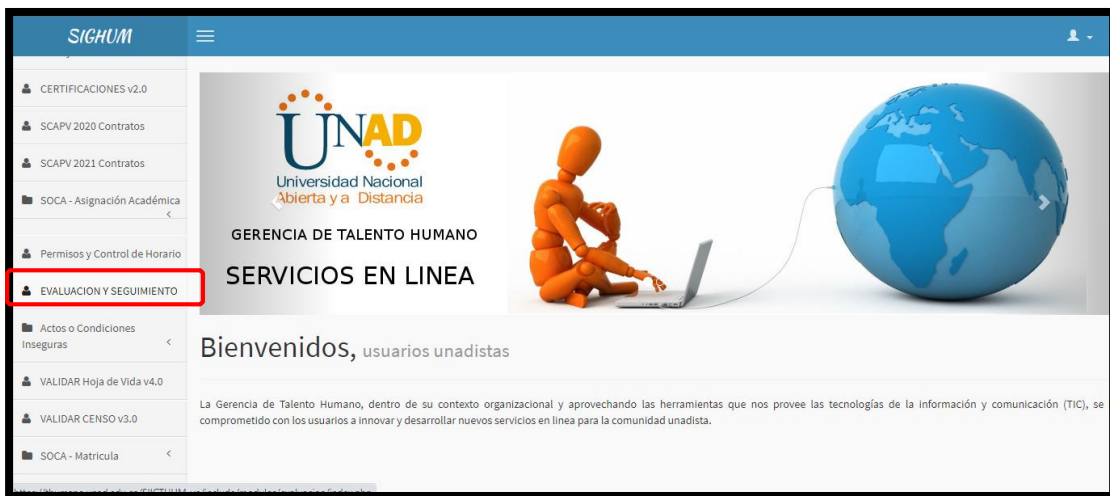 SIGHUM
CERTIFICACIONES v2.0
SCAPV 2020 Contratos
SCAPV 2021 Contratos
SOCA - Asignación Académica
Permisos y Control de Horario
EVALUACION Y SEGUIMIENTO
Actos o Condiciones
Inseguras
VALIDAR Hoja de Vida v4.0
VALIDAR CENSO v3.0
SOCA - Matricula
UNAD
Universidad Nacional
Abierta y a Distancia
GERENCIA DE TALENTO HUMANO
SERVICIOS EN LINEA
Bienvenidos, usuarios unadistas
La Gerencia de Talento Humano, dentro de su contexto organizacional y aprovechando las herramientas que nos provee las tecnologías de la información y comunicación (TIC), se
comprometido con los usuarios a innovar y desarrollar nuevos servicios en linea para la comunidad unadista.